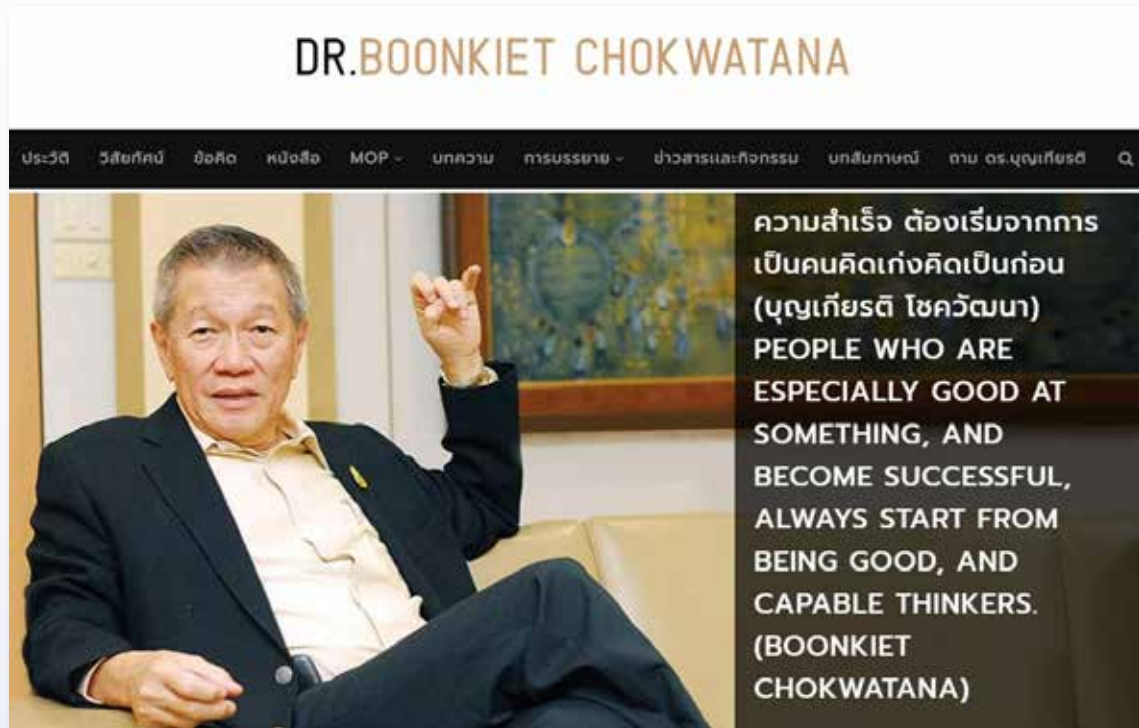 DR.BOONKIET CHOKWATANA
ประวัติ วิสัยทัศน์ ข้อคิด หนังสือ MOP บทความ การบรรยาย ข่าวสารและกิจกรรม บทสัมภาษณ์ ถาม ดร.บุญเกียรติ
ความสำเร็จ ต้องเริ่มจากการ
เป็นคนคิดเก่งคิดเป็นก่อน
(บุญเกียรติ โชควัฒนา)
PEOPLE WHO ARE
ESPECIALLY GOOD AT
SOMETHING, AND
BECOME SUCCESSFUL,
ALWAYS START FROM
BEING GOOD, AND
CAPABLE THINKERS.
(BOONKIET
CHOKWATANA)